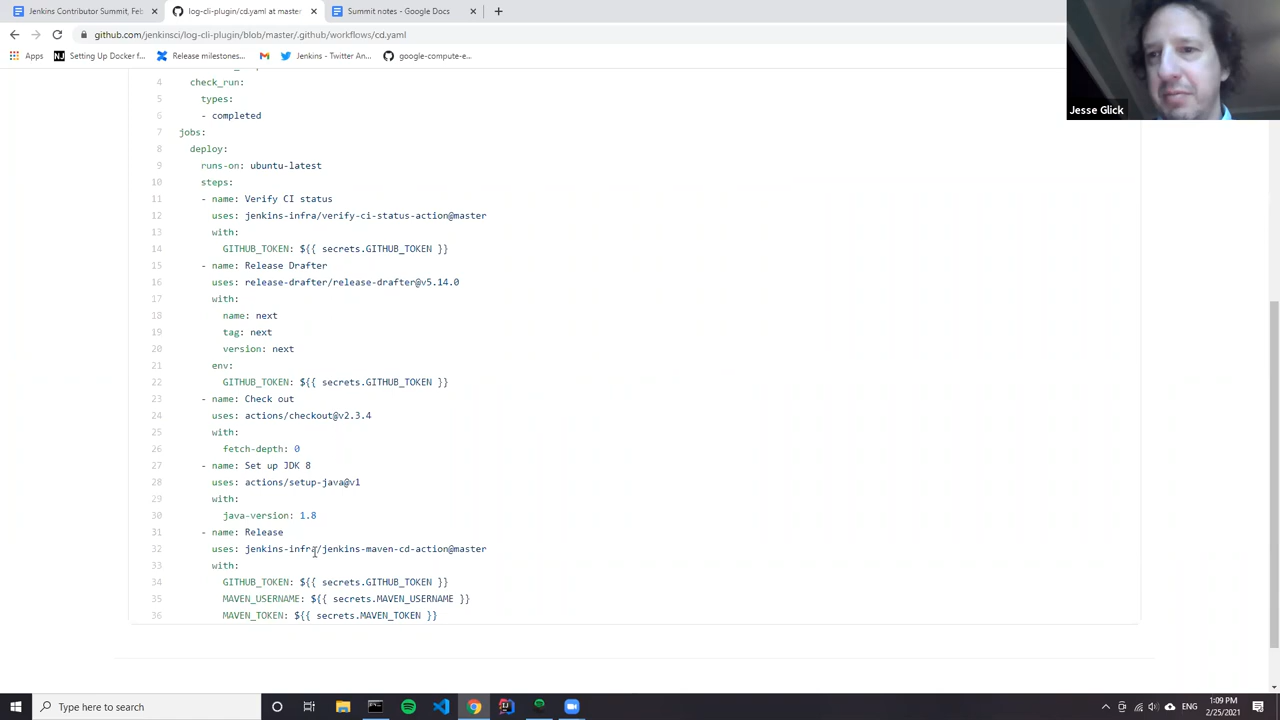 Jenkins Contributor Summit, Feb
log-cli-plugin/cd.yaml at master
Summit notes - Google Docs
github.com/jenkinsci/log-cli-plugin/blob/master/.github/workflows/cd.yaml
Apps
Setting Up Docker f...
Release milestones...
Jenkins - Twitter An...
google-compute-e...
Jesse Glick
4 check_run:
5 types:
6 - completed
7 jobs:
8 deploy:
9 runs-on: ubuntu-latest
10 steps:
11 - name: Verify CI status
12 uses: jenkins-infra/verify-ci-status-action@master
13 with:
14 GITHUB_TOKEN: ${{ secrets.GITHUB_TOKEN }}
15 - name: Release Drafter
16 uses: release-drafter/release-drafter@v5.14.0
17 with:
18 name: next
19 tag: next
20 version: next
21 env:
22 GITHUB_TOKEN: ${{ secrets.GITHUB_TOKEN }}
23 - name: Check out
24 uses: actions/checkout@v2.3.4
25 with:
26 fetch-depth: 0
27 - name: Set up JDK 8
28 uses: actions/setup-java@v1
29 with:
30 java-version: 1.8
31 - name: Release
32 uses: jenkins-infra/jenkins-maven-cd-action@master
33 with:
34 GITHUB_TOKEN: ${{ secrets.GITHUB_TOKEN }}
35 MAVEN_USERNAME: ${{ secrets.MAVEN_USERNAME }}
36 MAVEN_TOKEN: ${{ secrets.MAVEN_TOKEN }}
Type here to search
ENG
1:09 PM
2/25/2021